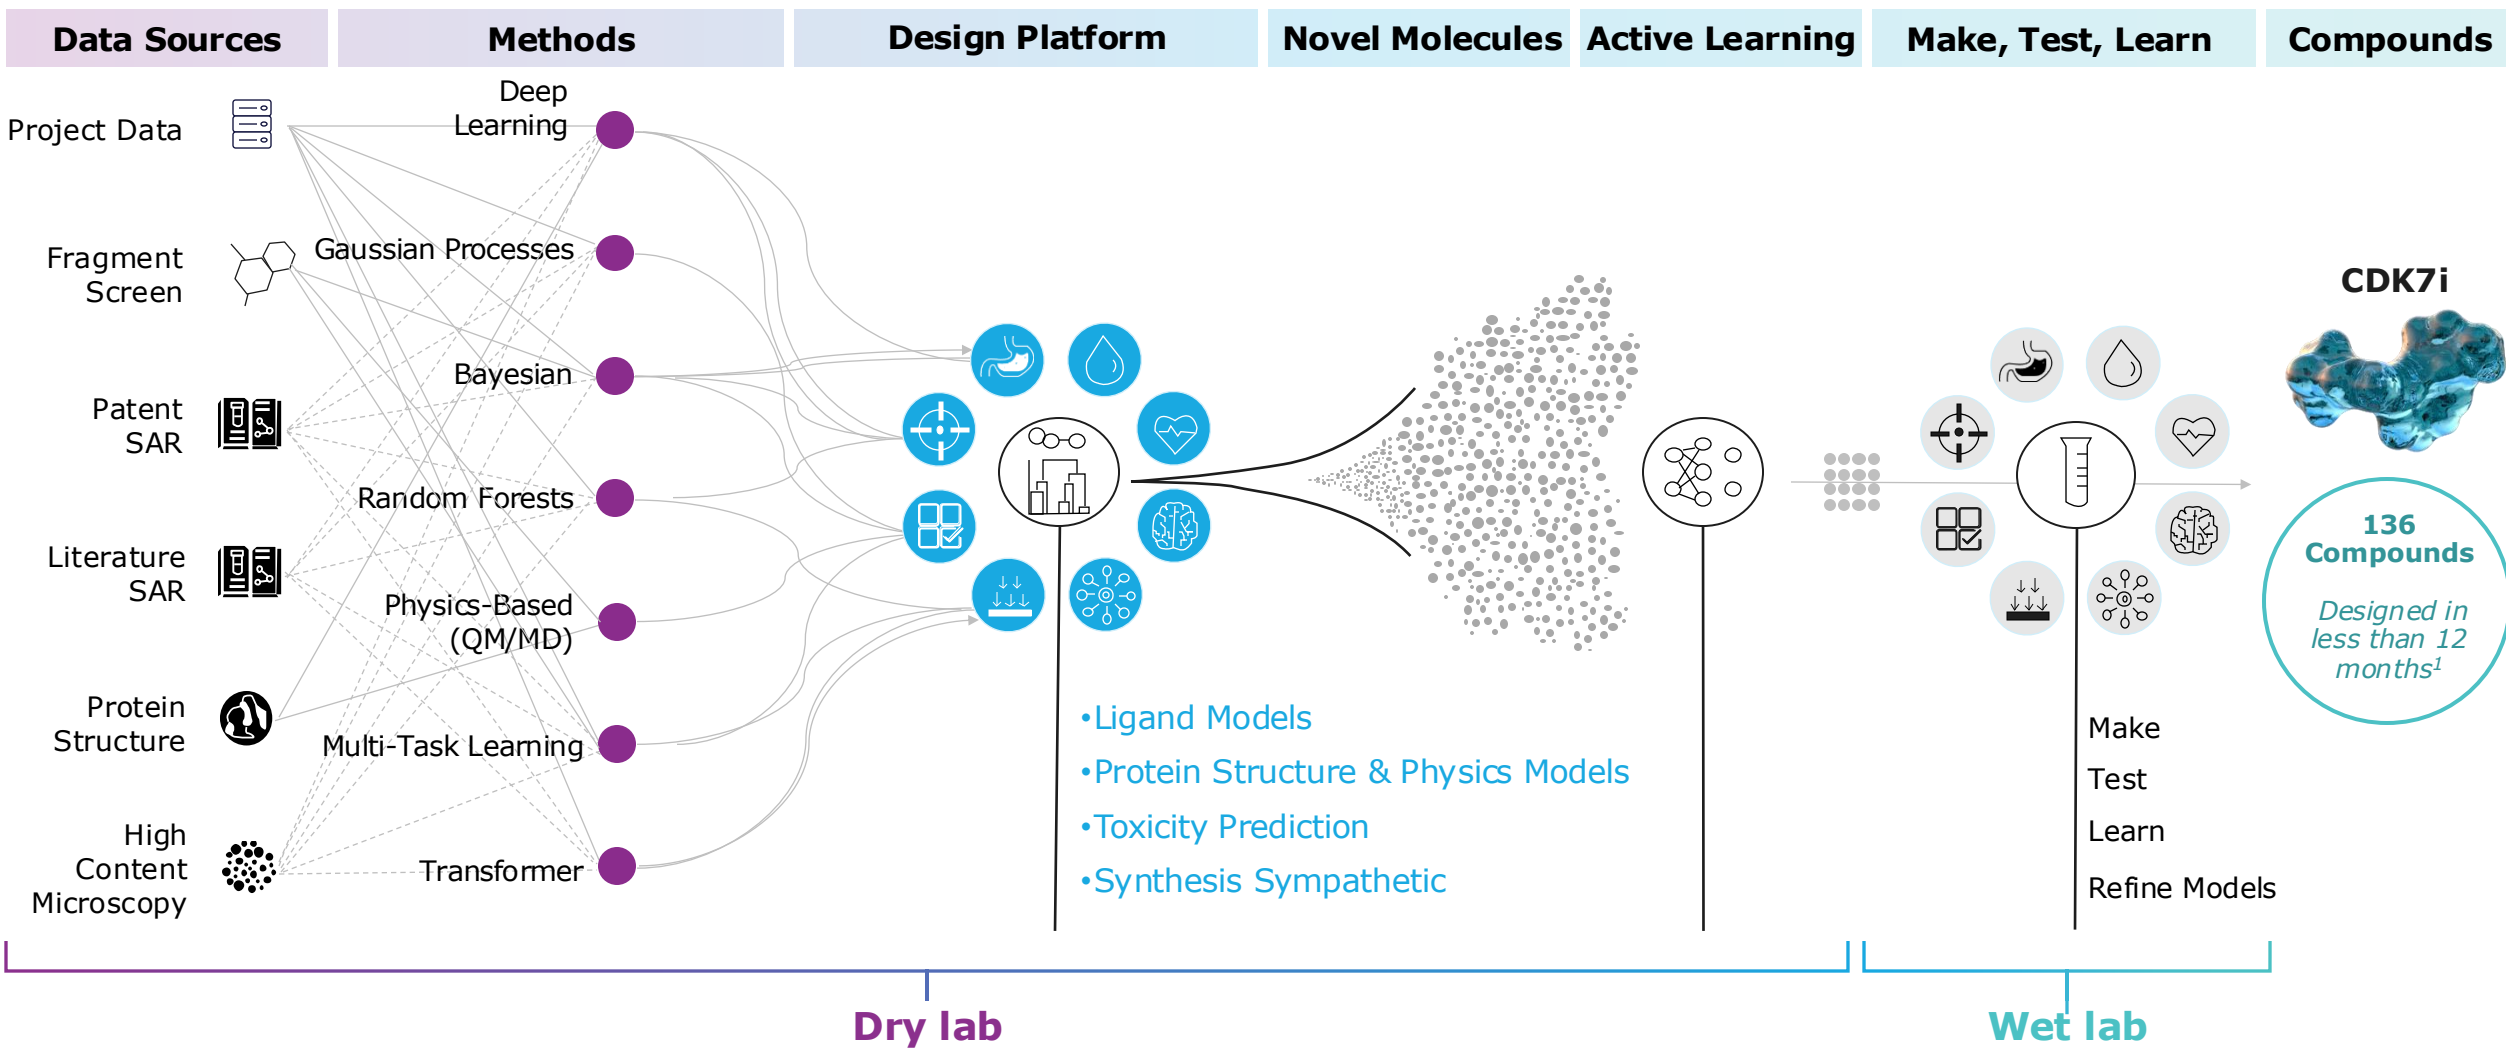 Data Sources
Methods
Design Platform
Novel Molecules
Active Learning
Make, Test, Learn
Compounds
Project Data
Fragment
Screen
Patent
SAR
Literature
SAR
Protein
Structure
High
Content
Microscopy
Deep
Learning
Gaussian Processes
Bayesian
Random Forests
Physics-Based
(QM/MD)
Multi-Task Learning
Transformer
•Ligand Models
•Protein Structure & Physics Models
•Toxicity Prediction
•Synthesis Sympathetic
Make
Test
Learn
Refine Models
CDK7i
136
Compounds
Designed in
less than 12
months¹
Dry lab
Wet lab